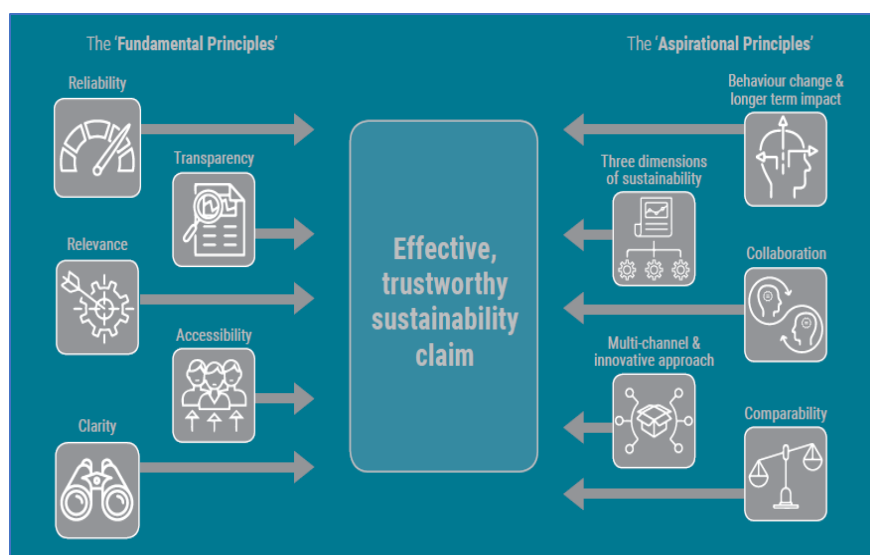 The 'Fundamental Principles'
Reliability
Transparency
Relevance
Accessibility
Clarity
Effective,
trustworthy
sustainability
claim
The 'Aspirational Principles'
Behaviour change &
longer term impact
Three dimensions
of sustainability
Collaboration
Multi-channel &
innovative approach
Comparability